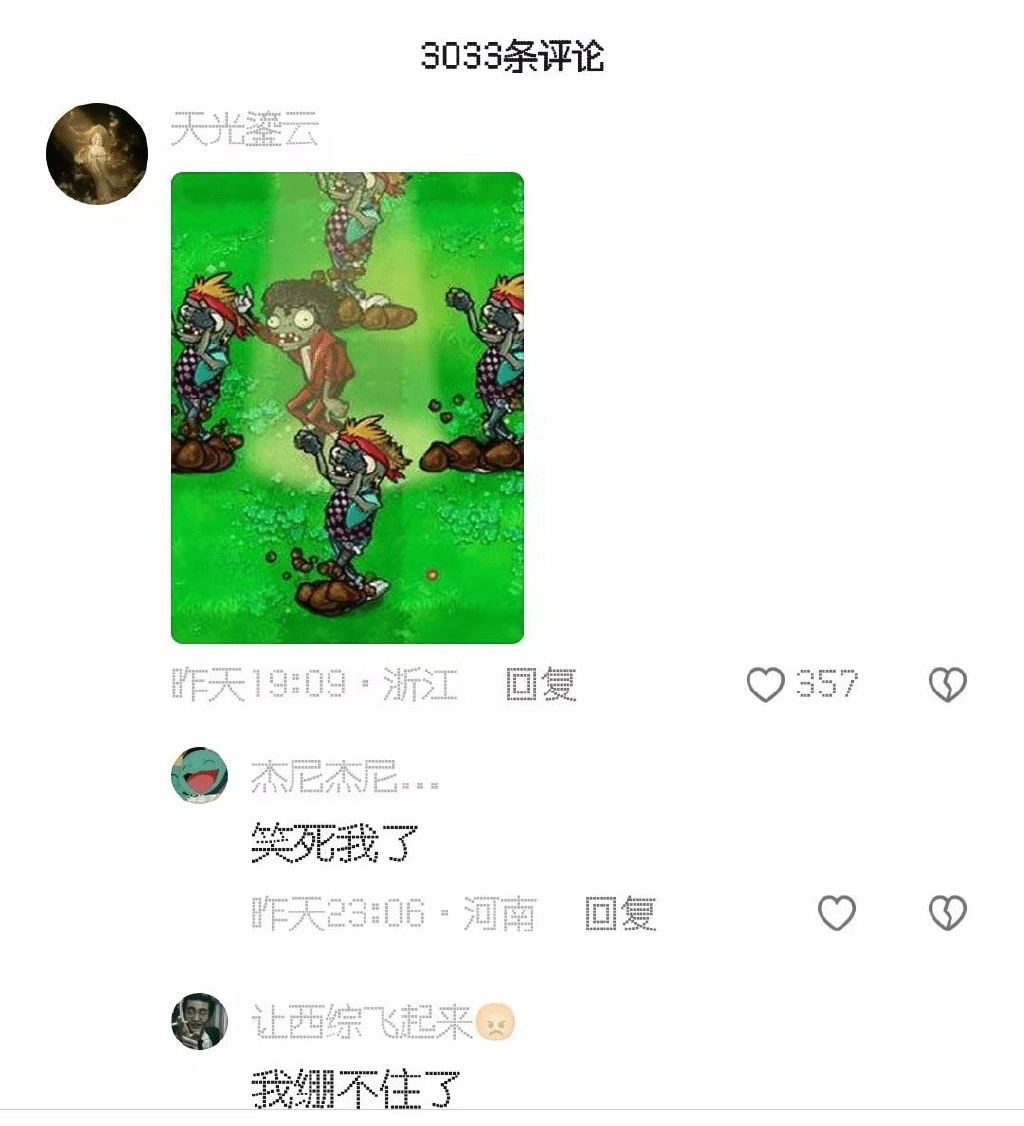 3033条评论
天光鎏云
昨天19:09·浙江 回复 357
杰尼杰尼...
笑死我了
昨天23:06·河南 回复
让西综飞起来😠
我绷不住了